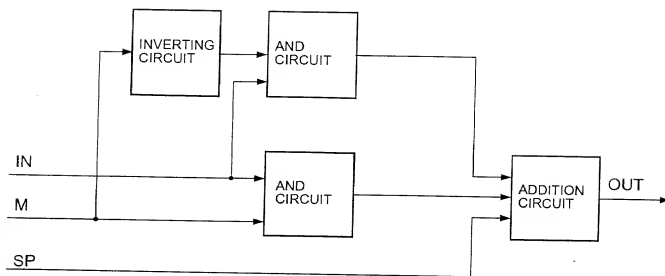 INVERTING
CIRCUIT
AND
CIRCUIT
IN
AND
CIRCUIT
M
ADDITION
CIRCUIT
OUT
SP